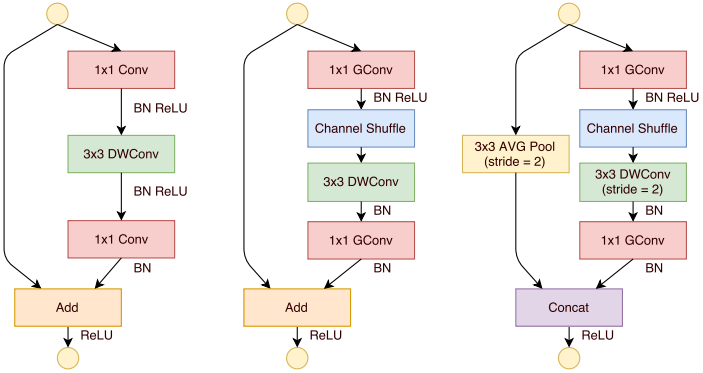 1x1 Conv
BN ReLU
3x3 DWConv
BN ReLU
1x1 Conv
BN
Add
ReLU
1x1 GConv
BN ReLU
Channel Shuffle
3x3 DWConv
BN
1x1 GConv
BN
Add
ReLU
3x3 AVG Pool
(stride = 2)
1x1 GConv
BN ReLU
Channel Shuffle
3x3 DWConv
(stride = 2)
BN
1x1 GConv
BN
Concat
ReLU